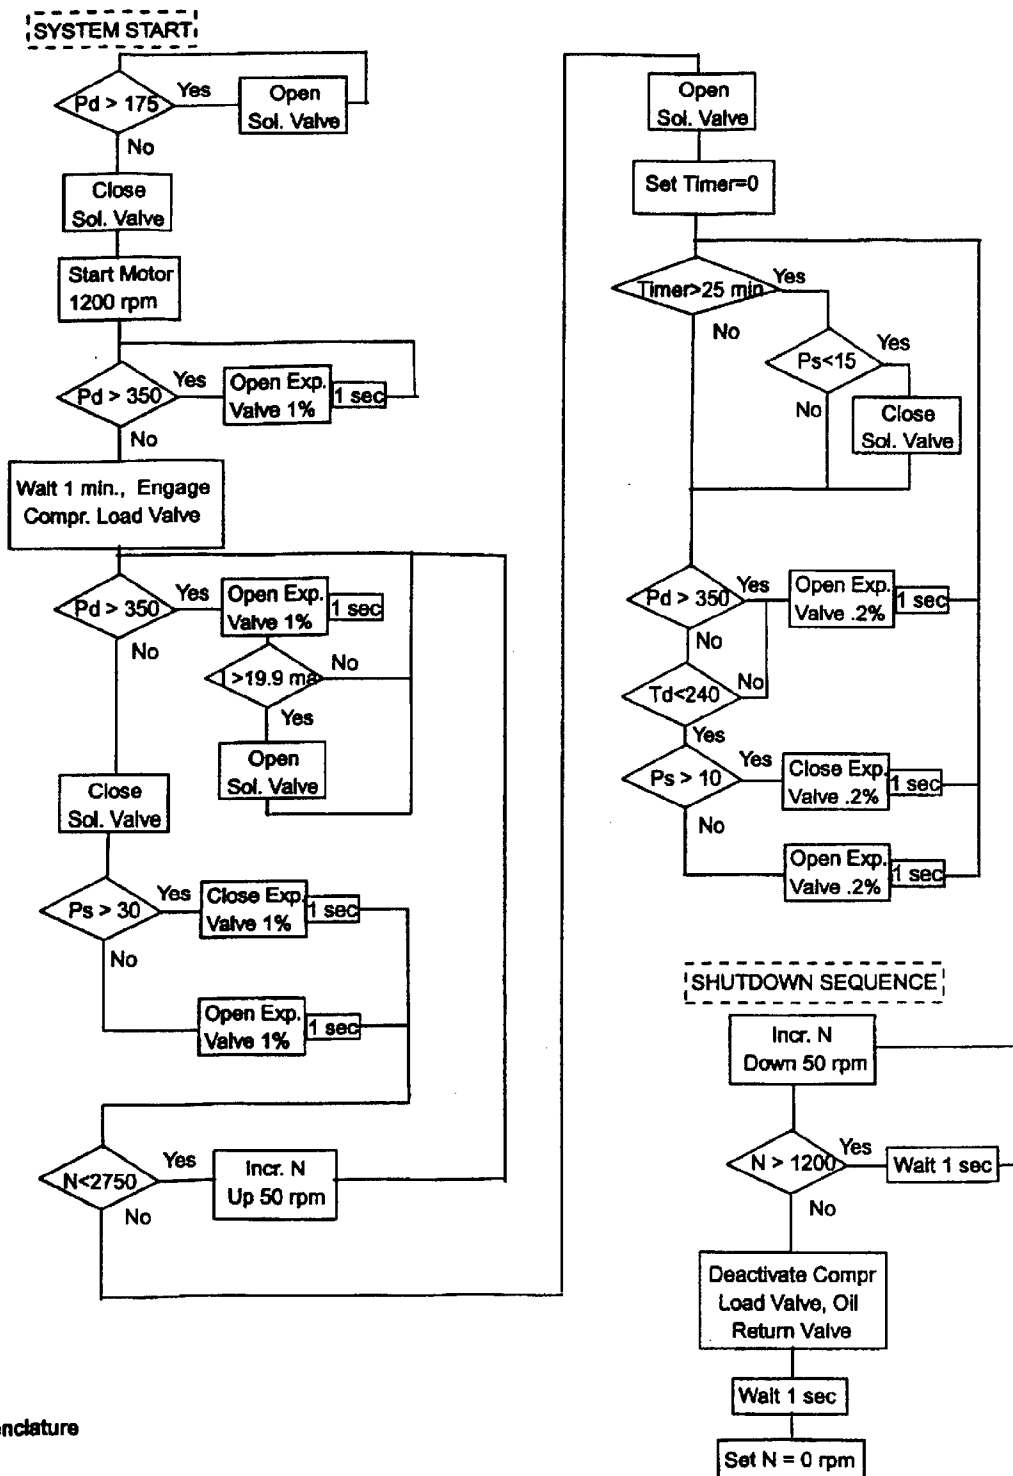 SYSTEM START
Pd > 175
Yes
Open
Sol. Valve
No
Close
Sol. Valve
Start Motor
1200 rpm
Pd > 350
Yes
Open Exp.
Valve 1%
1 sec
No
Wait 1 min., Engage
Compr. Load Valve
Pd > 350
Yes
Open Exp.
Valve 1%
1 sec
No
I >19.9 ma
No
Yes
Open
Sol. Valve
Close
Sol. Valve
Ps > 30
Yes
Close Exp.
Valve 1%
1 sec
No
Open Exp.
Valve 1%
1 sec
N<2750
Yes
Incr. N
Up 50 rpm
No
Open
Sol. Valve
Set Timer=0
Timer>25 min
Yes
No
Ps<15
Yes
No
Close
Sol. Valve
Pd > 350
Yes
Open Exp.
Valve .2%
1 sec
No
Td<240
No
Yes
Ps > 10
Yes
Close Exp.
Valve .2%
1 sec
No
Open Exp.
Valve .2%
1 sec
SHUTDOWN SEQUENCE
Incr. N
Down 50 rpm
N > 1200
Yes
Wait 1 sec
No
Deactivate Compr
Load Valve, Oil
Return Valve
Wait 1 sec
Set N = 0 rpm
enclature